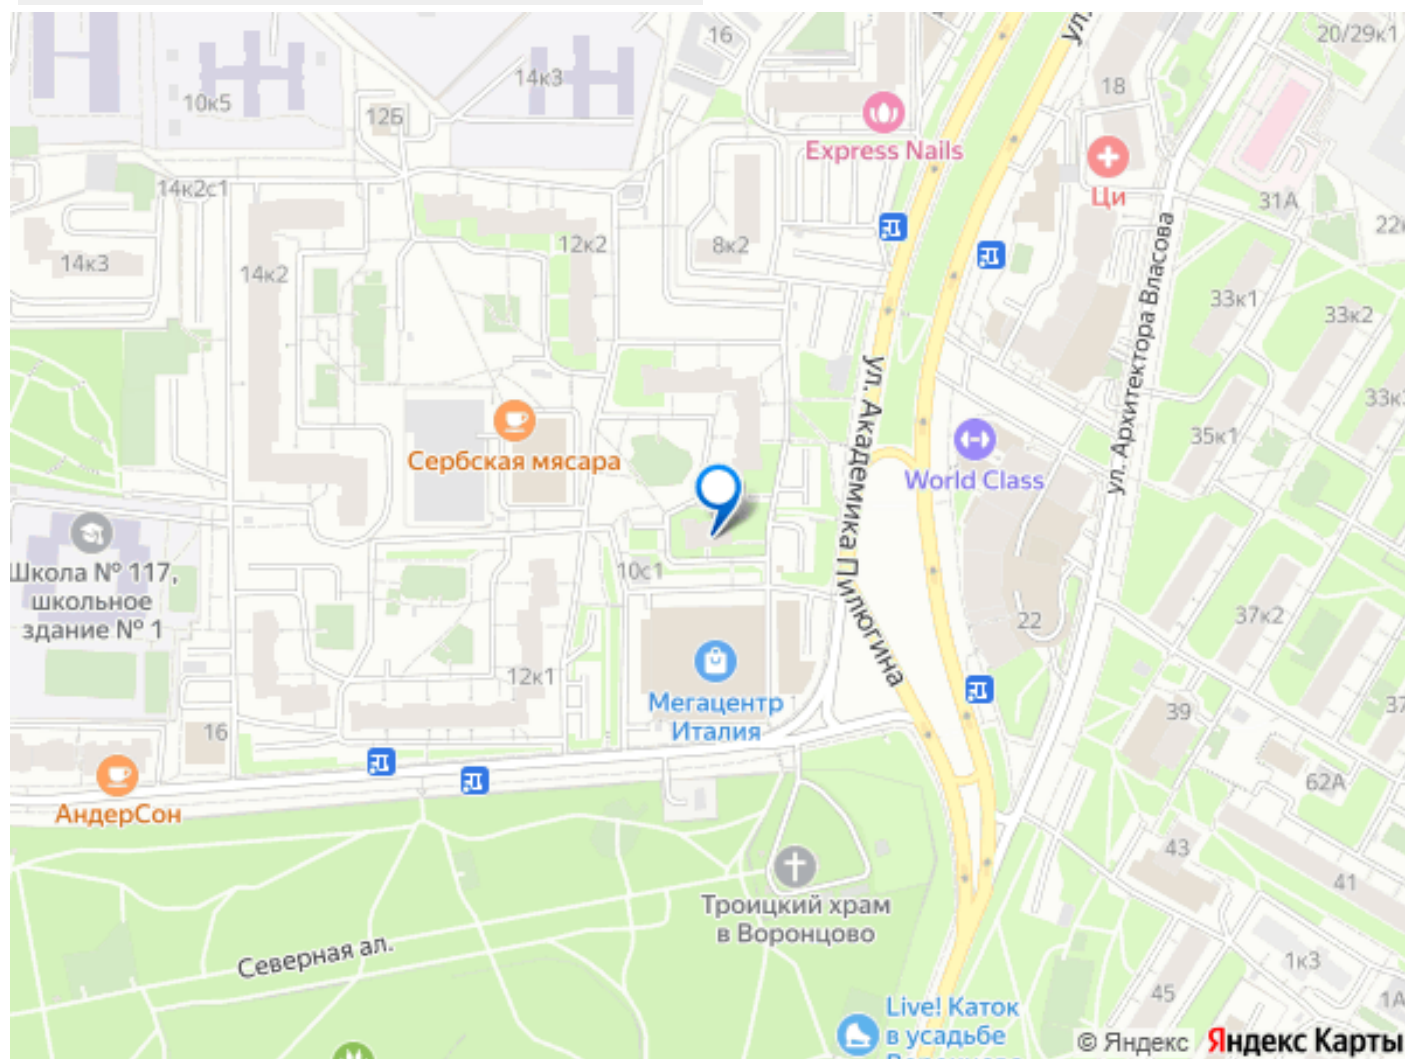 16
20/29к1
ул.
14к3
18
10к5
12Б
Express Nails
Ци
14к2с1
31А
12к2
8к2
14к3
14к2
33к1
33к2
ул. Архитектора Власова
ул. Академика Пилюгина
35к1
Сербская мясара
World Class
Школа № 117,
школьное
здание № 1
10с1
22
37к2
12к1
Мегацентр
Италия
39
16
62А
АндерСон
43
41
Троицкий храм
в Воронцово
Северная ал.
1к3
45
1А
Live! Каток
в усадьбе
© Яндекс Яндекс Карты